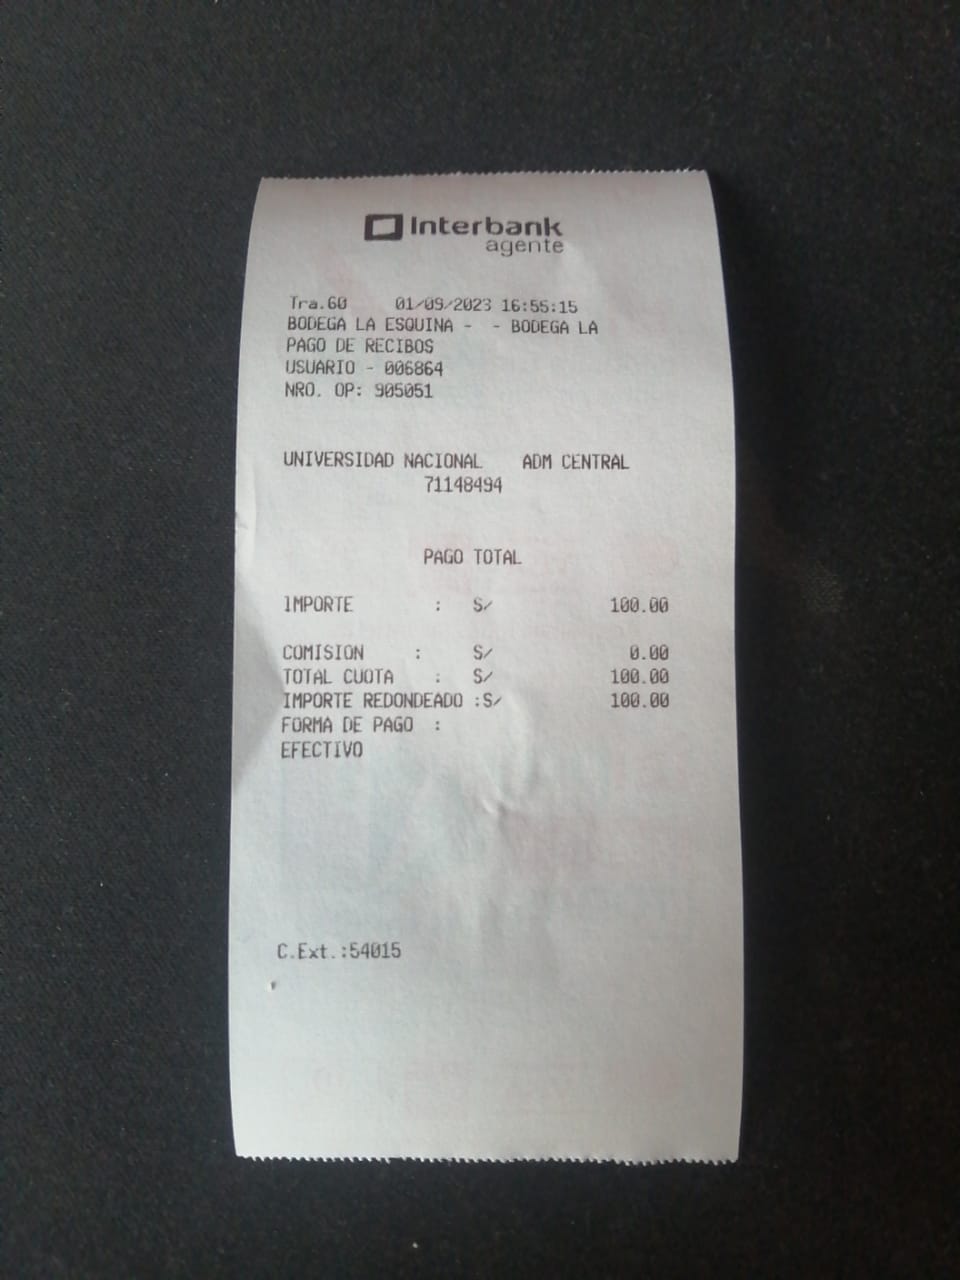 Interbank
agente
Tra.60 01/09/2023 16:55:15
BODEGA LA ESQUINA - - BODEGA LA
PAGO DE RECIBOS
USUARIO - 006864
NRO. OP: 905051
UNIVERSIDAD NACIONAL ADM CENTRAL
71148494
PAGO TOTAL
IMPORTE : S/ 100.00
COMISION : S/ 0.00
TOTAL CUOTA : S/ 100.00
IMPORTE REDONDEADO :S/ 100.00
FORMA DE PAGO :
EFECTIVO
C.Ext.:54015